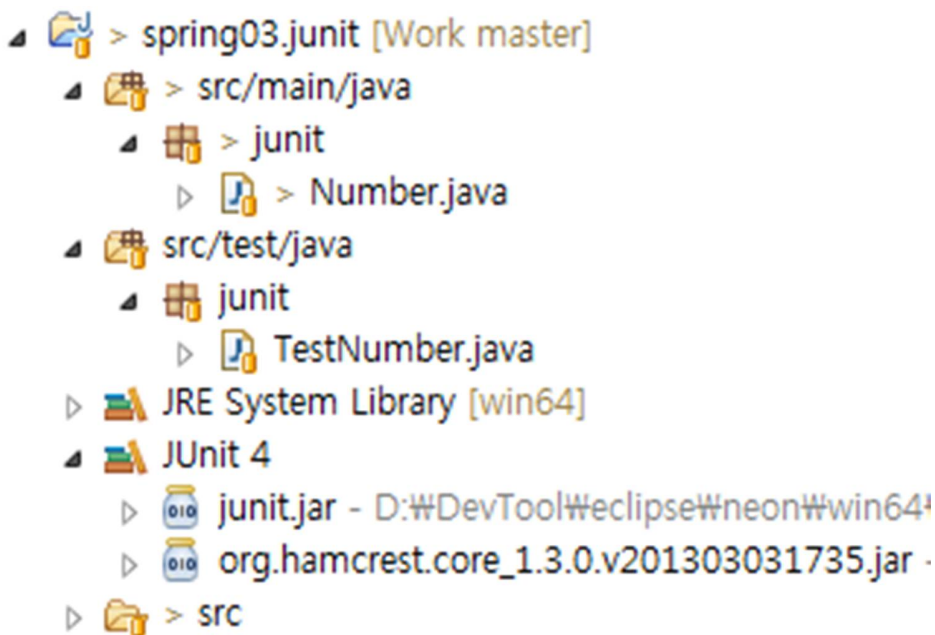 > spring03.junit [Work master]
> src/main/java
> junit
> Number.java
src/test/java
junit
TestNumber.java
JRE System Library [win64]
JUnit 4
junit.jar - D:₩DevTool₩eclipse₩neon₩win64₩
org.hamcrest.core_1.3.0.v201303031735.jar -
> src